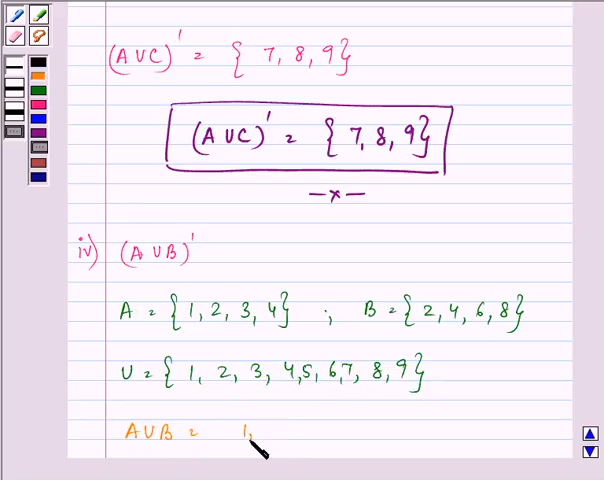 (A ∪ C)' = { 7, 8, 9}
(A ∪ C)' = { 7, 8, 9}
—x—
iv) (A ∪ B)'
A = { 1, 2, 3, 4} ; B = { 2, 4, 6, 8}
U = { 1, 2, 3, 4,5, 6,7, 8, 9}
A ∪ B = 1,